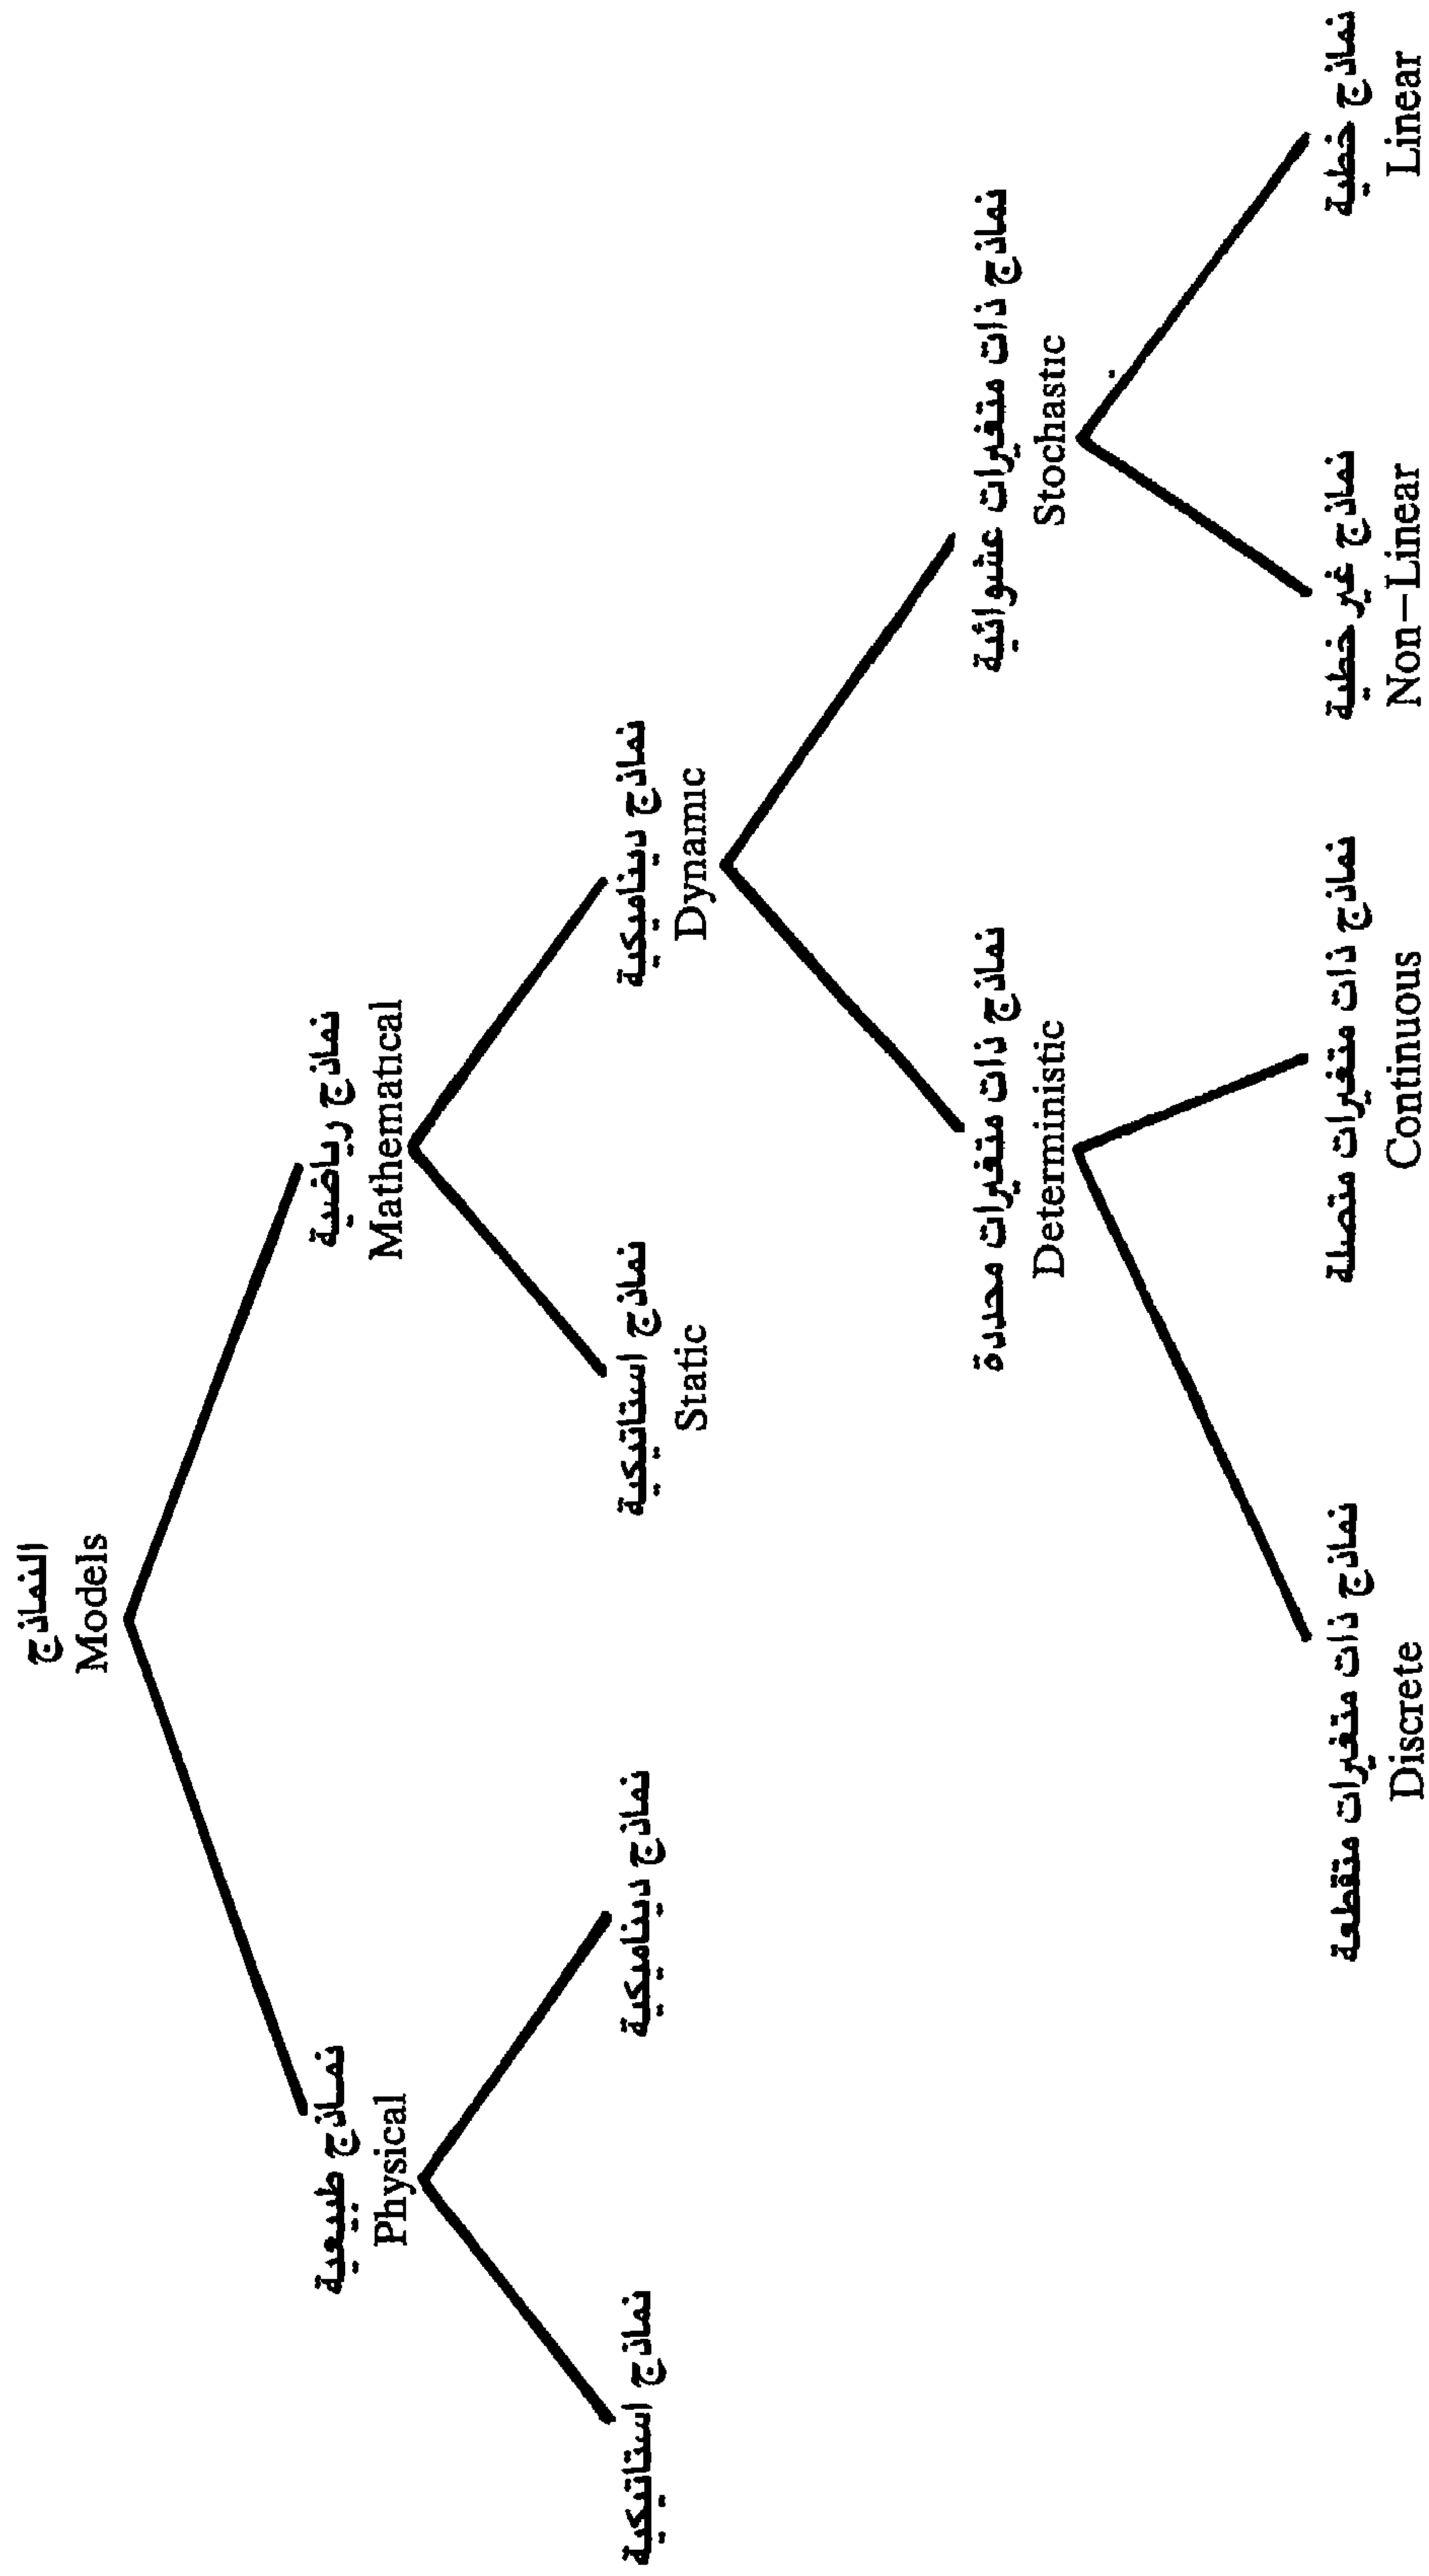 النماذج
Models
نماذج طبيعية
Physical
نماذج رياضية
Mathematical
نماذج استاتيكية
نماذج ديناميكية
نماذج استاتيكية
Static
نماذج ديناميكية
Dynamic
نماذج ذات متغيرات محددة
Deterministic
نماذج ذات متغيرات عشوائية
Stochastic
نماذج ذات متغيرات متقطعة
Discrete
نماذج ذات متغيرات متصلة
Continuous
نماذج غير خطية
Non-Linear
نماذج خطية
Linear